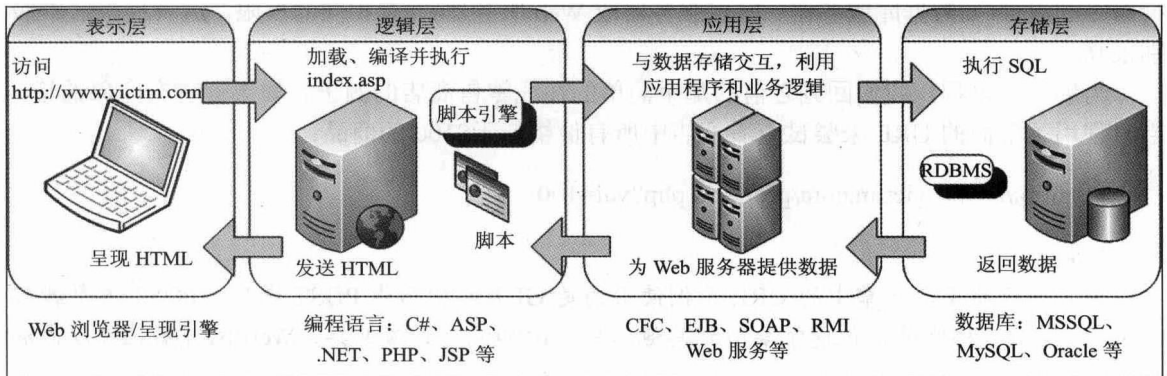 表示层
访问
http://www.victim.com
呈现 HTML
Web 浏览器/呈现引擎
逻辑层
加载、编译并执行
index.asp
脚本引擎
脚本
发送 HTML
编程语言：C#、ASP、
.NET、PHP、JSP 等
应用层
与数据存储交互，利用
应用程序和业务逻辑
为 Web 服务器提供数据
CFC、EJB、SOAP、RMI
Web 服务等
存储层
执行 SQL
RDBMS
返回数据
数据库：MSSQL、
MySQL、Oracle 等